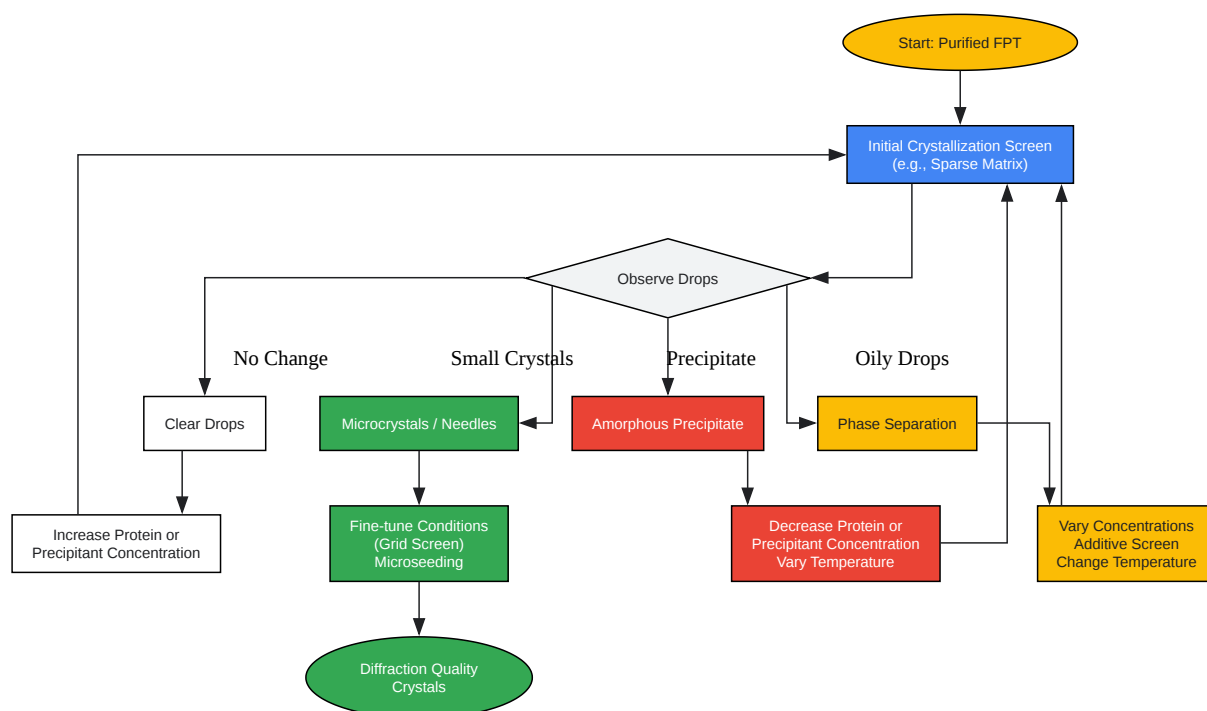 Start: Purified FPT
Initial Crystallization Screen
(e.g., Sparse Matrix)
Observe Drops
No Change
Small Crystals
Precipitate
Oily Drops
Clear Drops
Microcrystals / Needles
Amorphous Precipitate
Phase Separation
Increase Protein or
Precipitant Concentration
Fine-tune Conditions
(Grid Screen)
Microseeding
Decrease Protein or
Precipitant Concentration
Vary Temperature
Vary Concentrations
Additive Screen
Change Temperature
Diffraction Quality
Crystals